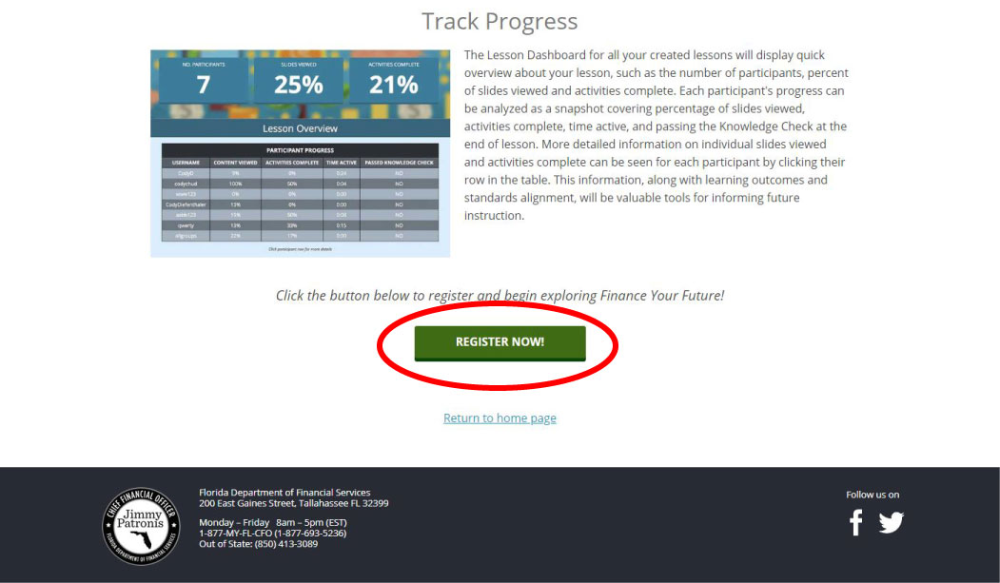 Track Progress
NO. PARTICIPANTS
7
SLIDES VIEWED
25%
ACTIVITIES COMPLETE
21%
Lesson Overview
PARTICIPANT PROGRESS
USERNAME CONTENT VIEWED ACTIVITIES COMPLETE TIME ACTIVE PASSED KNOWLEDGE CHECK
CodyD 9% 0% 0:24 NO
codychud 100% 50% 0:04 NO
0% 0% 0:00 NO
CodyDiefenthaler 13% 0% 0:00 NO
50% NO
qwerty 13% 33% 0:15 NO
17% 0:00 NO
Click participant row for more details
The Lesson Dashboard for all your created lessons will display quick
overview about your lesson, such as the number of participants, percent
of slides viewed and activities complete. Each participant's progress can
be analyzed as a snapshot covering percentage of slides viewed,
activities complete, time active, and passing the Knowledge Check at the
end of lesson. More detailed information on individual slides viewed
and activities complete can be seen for each participant by clicking their
row in the table. This information, along with learning outcomes and
standards alignment, will be valuable tools for informing future
instruction.
Click the button below to register and begin exploring Finance Your Future!
REGISTER NOW!
Return to home page
CHIEF FINANCIAL OFFICER
Jimmy
Patronis
FLORIDA DEPARTMENT OF FINANCIAL SERVICES
Florida Department of Financial Services
200 East Gaines Street, Tallahassee FL 32399
Monday – Friday 8am – 5pm (EST)
1-877-MY-FL-CFO (1-877-693-5236)
Out of State: (850) 413-3089
Follow us on